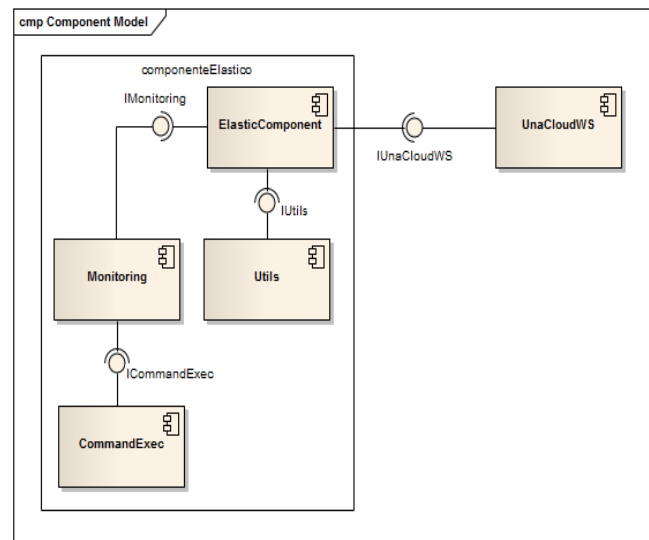 cmp Component Model
componenteElastico
IMonitoring
ElasticComponent
UnaCloudWS
IUnaCloudWS
IUtils
Monitoring
Utils
ICommandExec
CommandExec